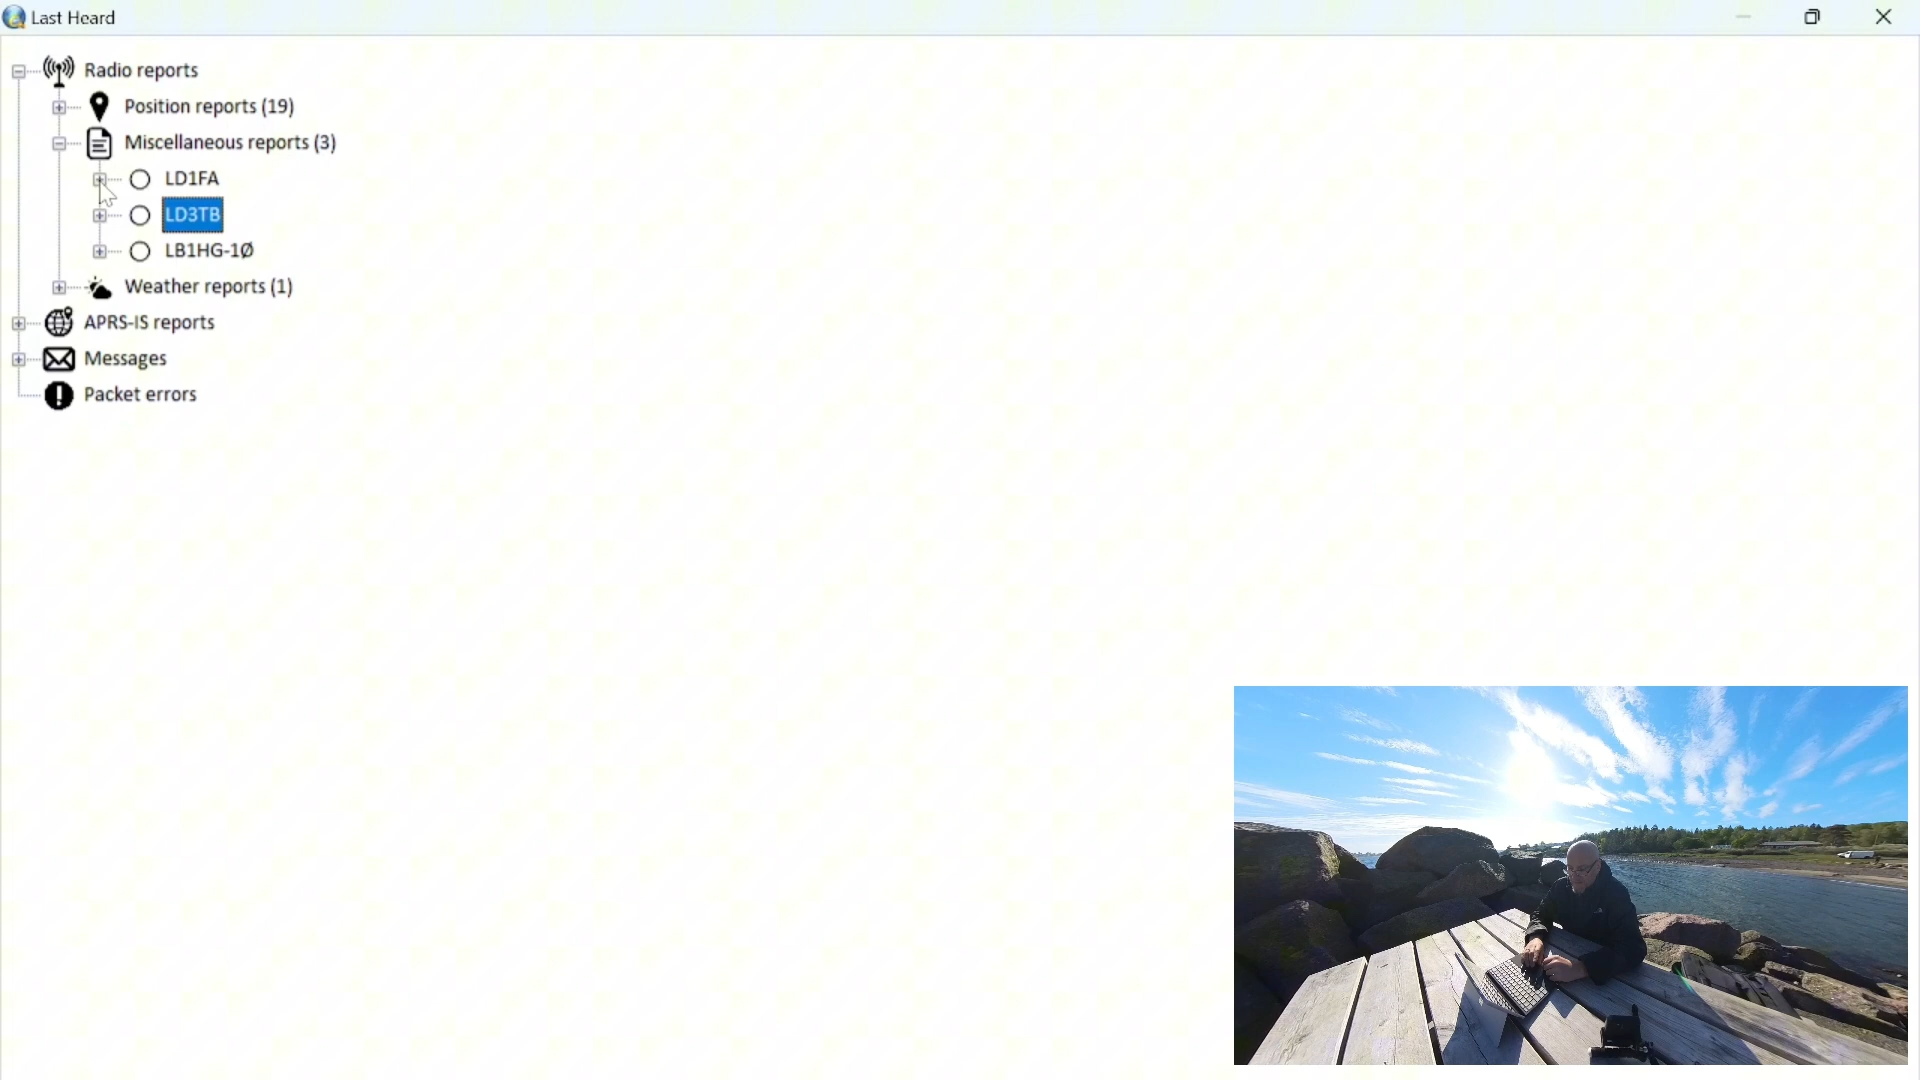 Last Heard
Radio reports
Position reports (19)
Miscellaneous reports (3)
LD1FA
LD3TB
LB1HG-1Ø
Weather reports (1)
APRS-IS reports
Messages
Packet errors